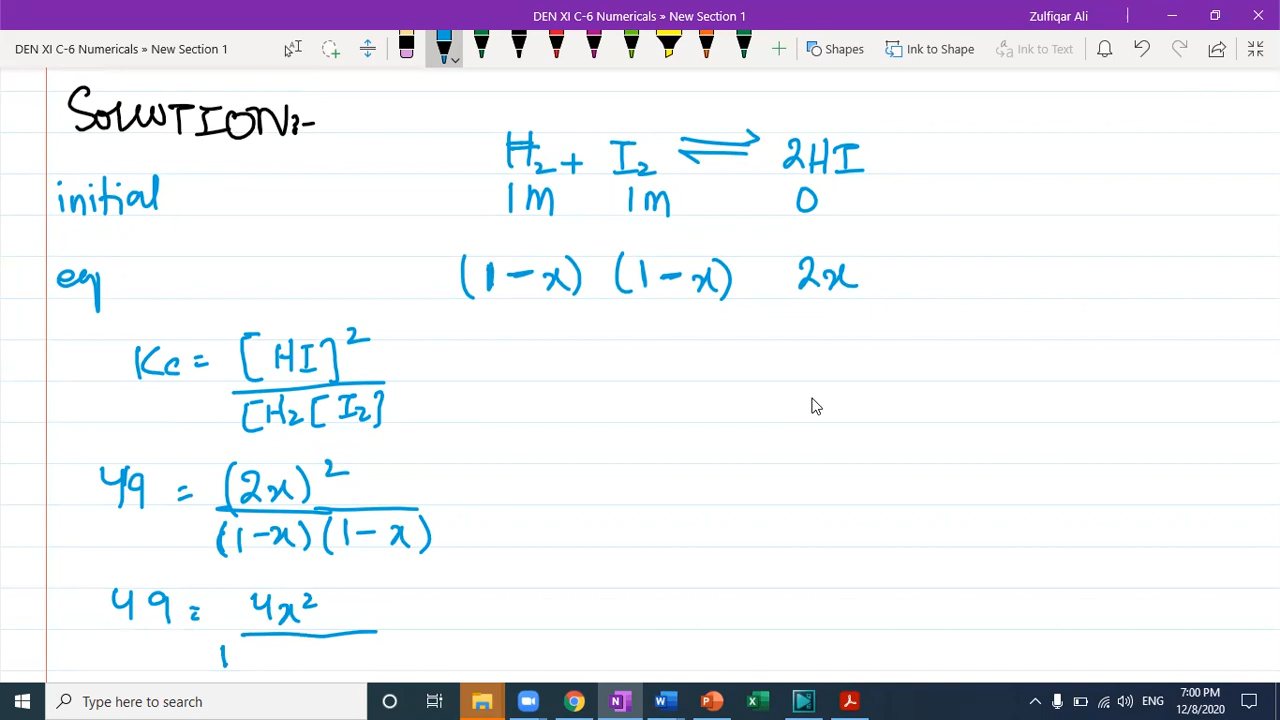 DEN XI C-6 Numericals » New Section 1
Zulfiqar Ali
DEN XI C-6 Numericals » New Section 1
Shapes
Ink to Shape
Ink to Text
SOLUTION:-
H₂ + I₂ ⇌ 2HI
initial 1m 1m 0
eq (1-x) (1-x) 2x
Kc = [HI]²
[H₂[I₂]
49 = (2x)²
(1-x)(1-x)
49 = 4x²
1
Type here to search
ENG
7:00 PM
12/8/2020